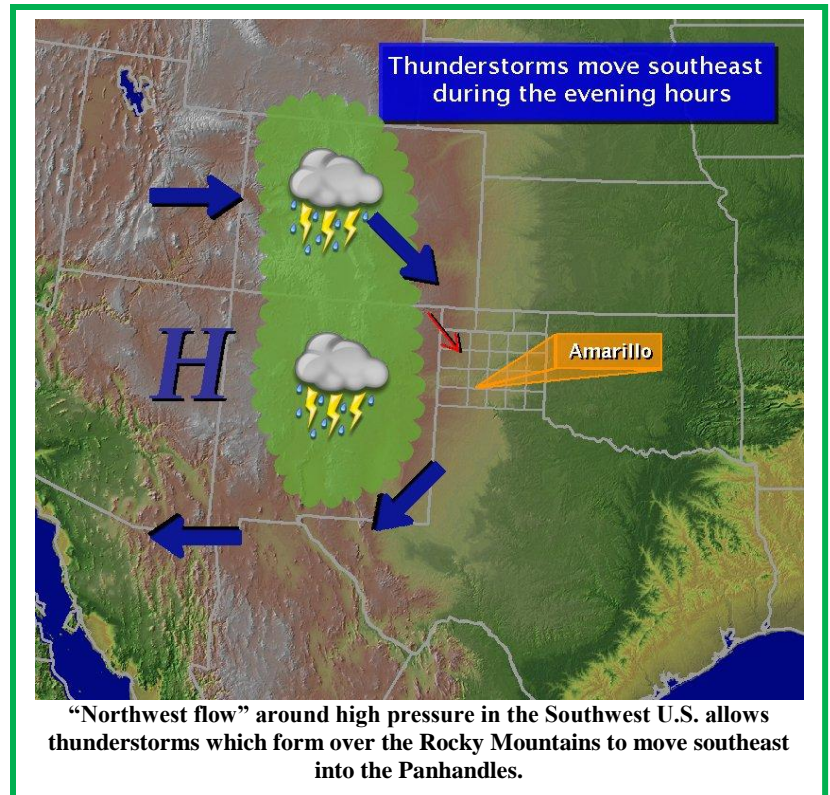 Thunderstorms move southeast
during the evening hours
H
Amarillo
“Northwest flow” around high pressure in the Southwest U.S. allows
thunderstorms which form over the Rocky Mountains to move southeast
into the Panhandles.